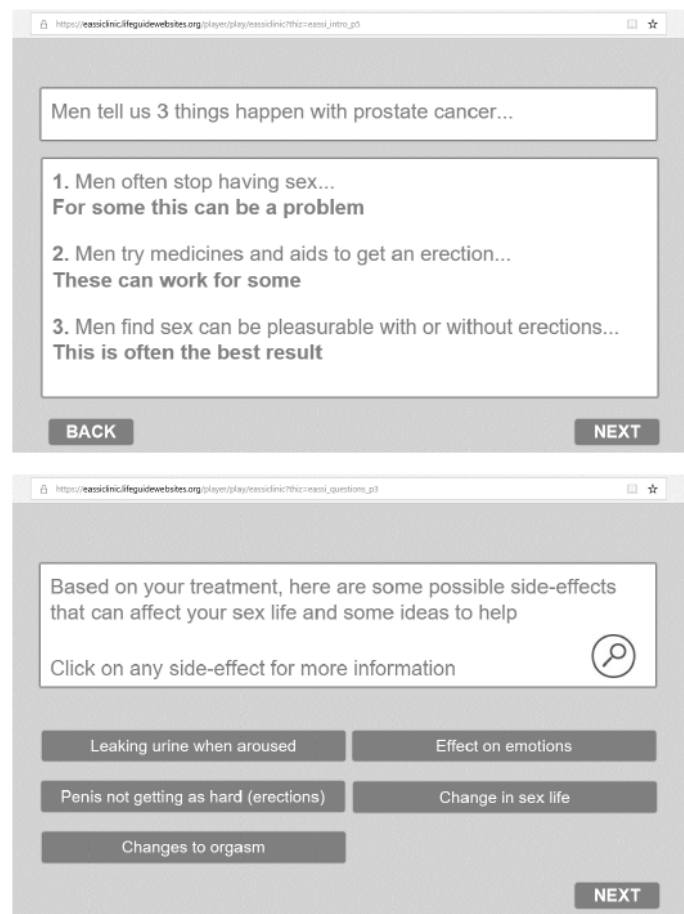 https://eassiclinic.lifeguidewebsites.org/player/play/eassiclinic?thiz=eassi_intro_p5
Men tell us 3 things happen with prostate cancer...
1. Men often stop having sex...
For some this can be a problem
2. Men try medicines and aids to get an erection...
These can work for some
3. Men find sex can be pleasurable with or without erections...
This is often the best result
BACK
NEXT
https://eassiclinic.lifeguidewebsites.org/player/play/eassiclinic?thiz=eassi_questions_p3
Based on your treatment, here are some possible side-effects
that can affect your sex life and some ideas to help
Click on any side-effect for more information
Leaking urine when aroused
Effect on emotions
Penis not getting as hard (erections)
Change in sex life
Changes to orgasm
NEXT